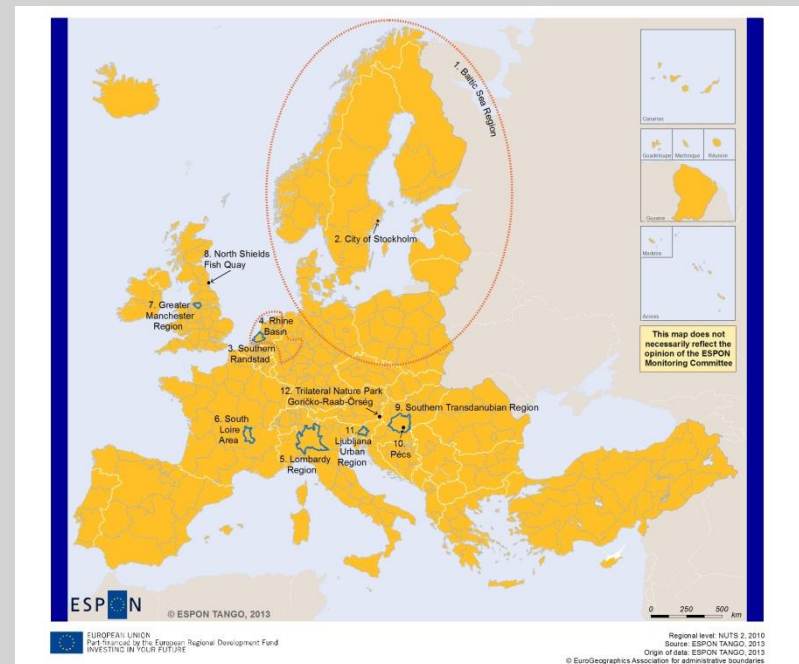 1. Baltic Sea Region
2. City of Stockholm
8. North Shields
Fish Quay
7. Greater
Manchester
Region
4. Rhine
Basin
3. Southern
Randstad
12. Trilateral Nature Park
Goričko-Raab-Őrség
9. Southern Transdanubian Region
6. South
Loire
Area
5. Lombardy
Region
11.
Ljubljana
Urban
Region
10.
Pécs
Canarias
Guadeloupe
Martinique
Réunion
Guyane
Madeira
Acores
This map does not
necessarily reflect the
opinion of the ESPON
Monitoring Committee
ESPON
© ESPON TANGO, 2013
0 250 500
km
EUROPEAN UNION
Part-financed by the European Regional Development Fund
INVESTING IN YOUR FUTURE
Regional level: NUTS 2, 2010
Source: ESPON TANGO, 2013
Origin of data: ESPON TANGO, 2013
© EuroGeographics Association for administrative boundaries